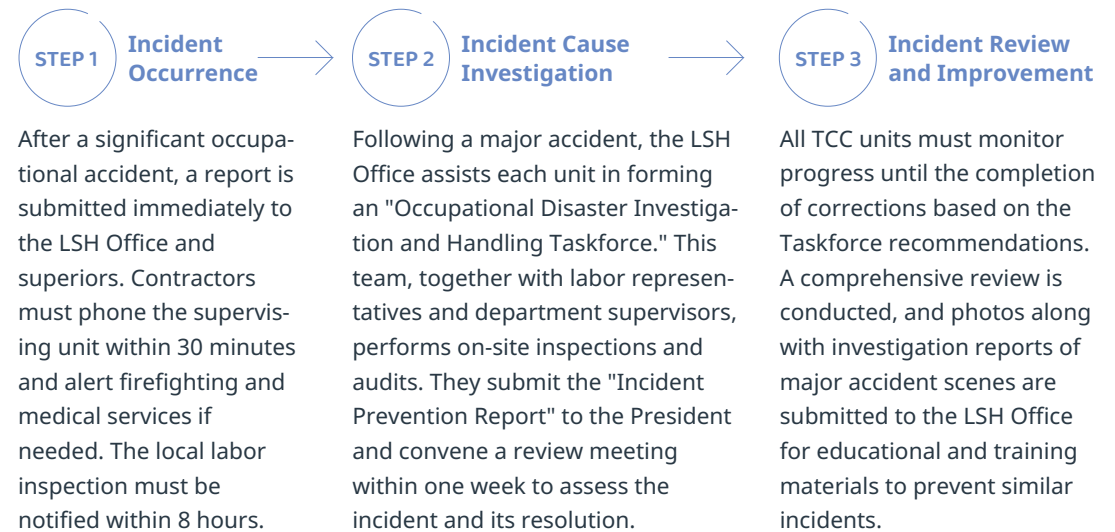 STEP 1
Incident
Occurrence
After a significant occupa-
tional accident, a report is
submitted immediately to
the LSH Office and
superiors. Contractors
must phone the supervis-
ing unit within 30 minutes
and alert firefighting and
medical services if
needed. The local labor
inspection must be
notified within 8 hours.
STEP 2
Incident Cause
Investigation
Following a major accident, the LSH
Office assists each unit in forming
an "Occupational Disaster Investiga-
tion and Handling Taskforce." This
team, together with labor represen-
tatives and department supervisors,
performs on-site inspections and
audits. They submit the "Incident
Prevention Report" to the President
and convene a review meeting
within one week to assess the
incident and its resolution.
STEP 3
Incident Review
and Improvement
All TCC units must monitor
progress until the completion
of corrections based on the
Taskforce recommendations.
A comprehensive review is
conducted, and photos along
with investigation reports of
major accident scenes are
submitted to the LSH Office
for educational and training
materials to prevent similar
incidents.